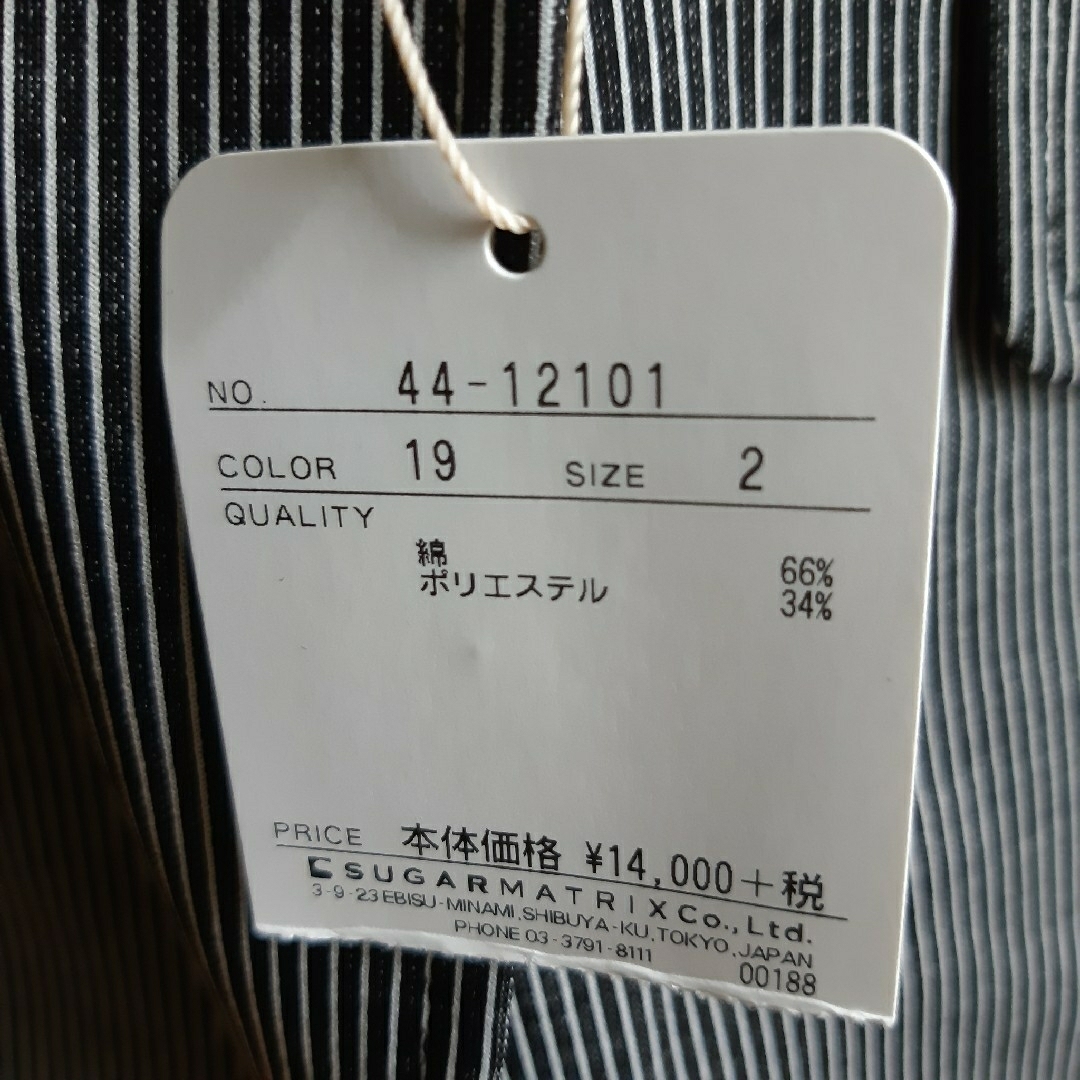 NO. 44-12101
COLOR 19 SIZE 2
QUALITY
綿 66%
ポリエステル 34%
PRICE 本体価格 ¥14,000+税
SUGARMATRIX Co., Ltd.
3-9-23 EBISU-MINAMI, SHIBUYA-KU, TOKYO, JAPAN
PHONE 03-3791-8111
00188